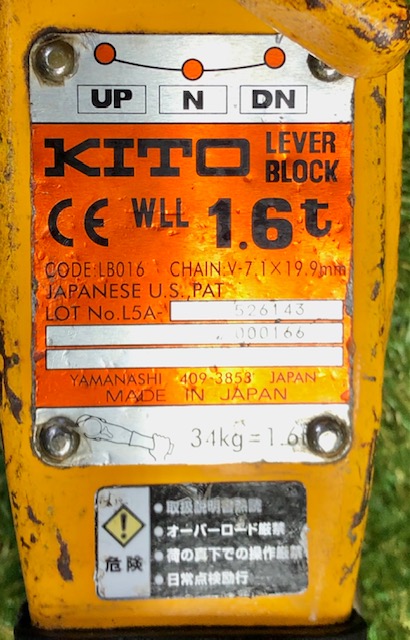 UP N DN
KITO LEVER BLOCK
CE WLL 1.6t
CODE:LB016 CHAIN:V-7.1×19.9mm
JAPANESE U.S.,PAT
LOT No.L5A- 526143
000166
YAMANASHI 409-3853 JAPAN
MADE IN JAPAN
34kg=1.6t
危険
• 取扱説明書熟読
• オーバーロード厳禁
• 荷の真下での操作厳禁
• 日常点検励行